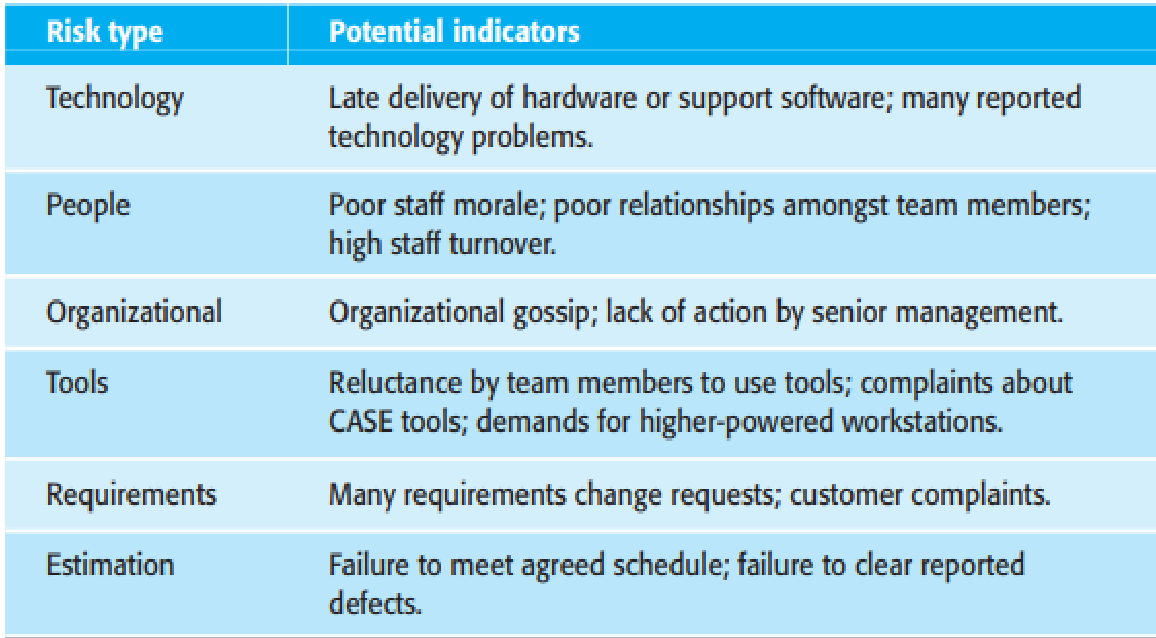 Risk type Potential indicators
Technology Late delivery of hardware or support software; many reported
technology problems.
People Poor staff morale; poor relationships amongst team members;
high staff turnover.
Organizational Organizational gossip; lack of action by senior management.
Tools Reluctance by team members to use tools; complaints about
CASE tools; demands for higher-powered workstations.
Requirements Many requirements change requests; customer complaints.
Estimation Failure to meet agreed schedule; failure to clear reported
defects.